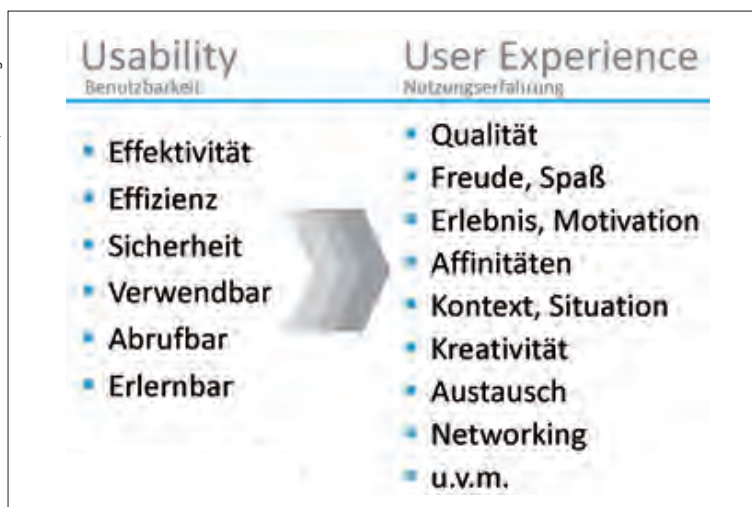 Usability
Benutzbarkeit
Effektivität
Effizienz
Sicherheit
Verwendbar
Abrufbar
Erlernbar
User Experience
Nutzungserfahrung
Qualität
Freude, Spaß
Erlebnis, Motivation
Affinitäten
Kontext, Situation
Kreativität
Austausch
Networking
u.v.m.